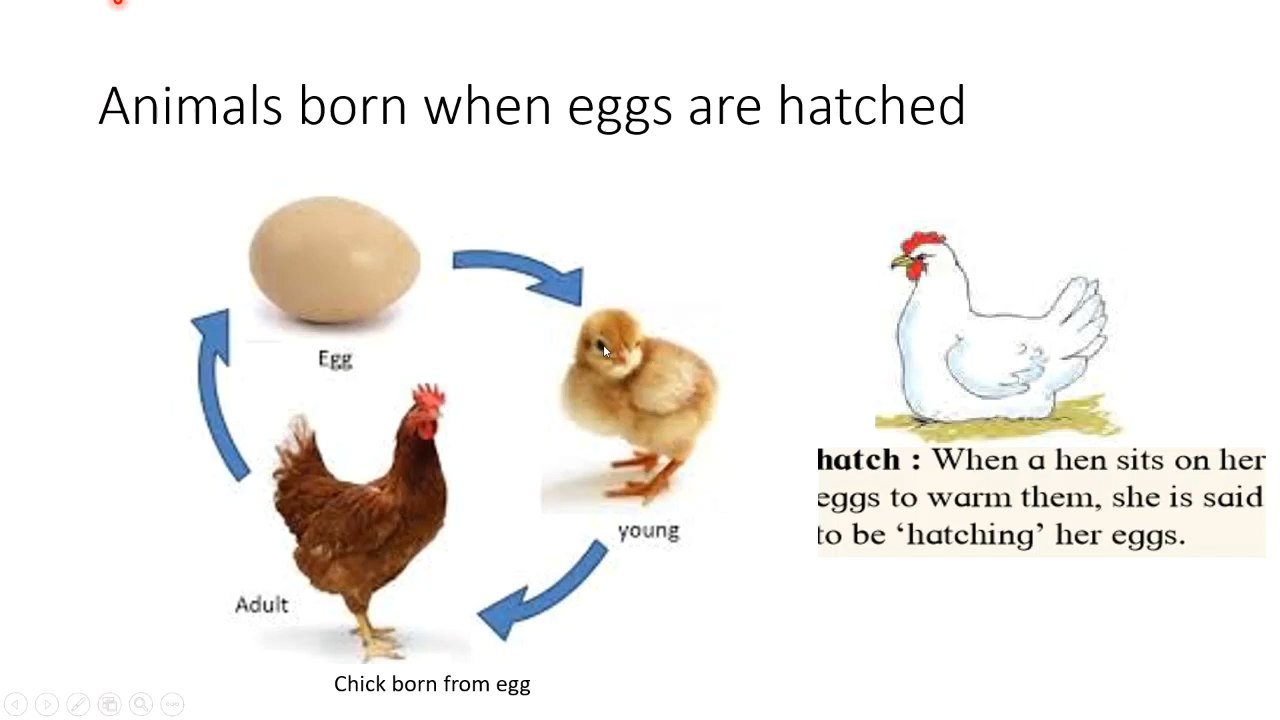 Animals born when eggs are hatched
Egg
young
Adult
Chick born from egg
hatch : When a hen sits on her
eggs to warm them, she is said
to be ‘hatching’ her eggs.